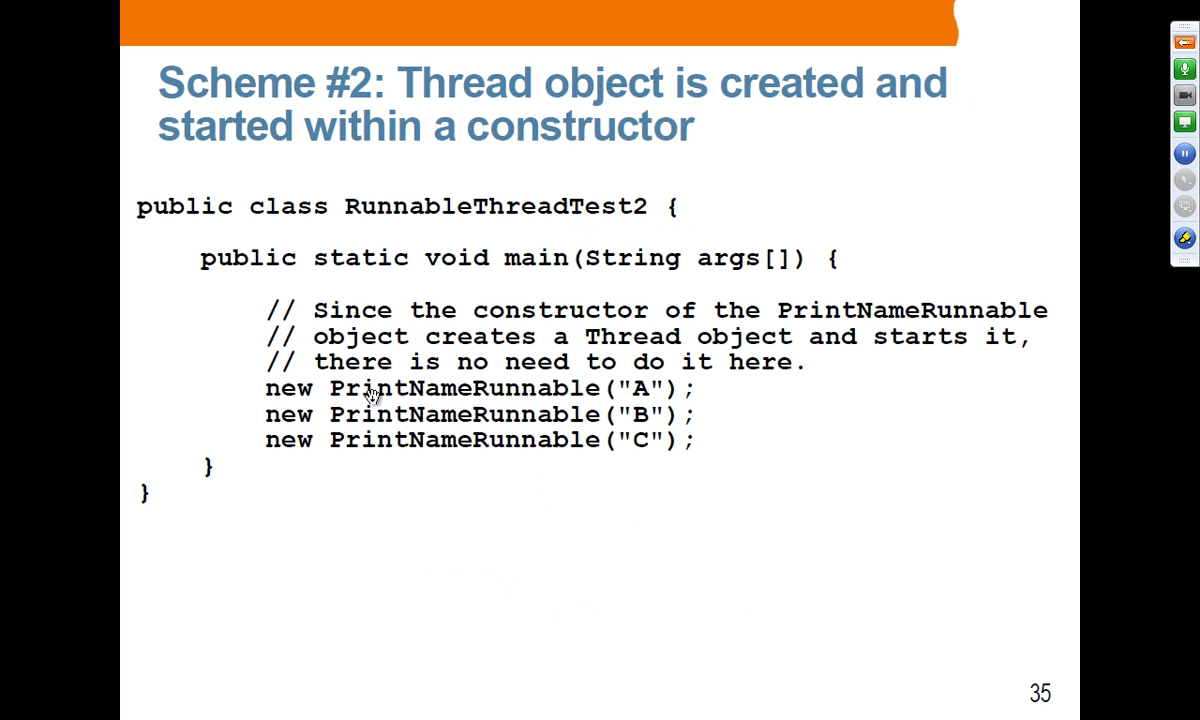 Scheme #2: Thread object is created and
started within a constructor
public class RunnableThreadTest2 {
public static void main(String args[]) {
// Since the constructor of the PrintNameRunnable
// object creates a Thread object and starts it,
// there is no need to do it here.
new PrintNameRunnable("A");
new PrintNameRunnable("B");
new PrintNameRunnable("C");
}
}
35